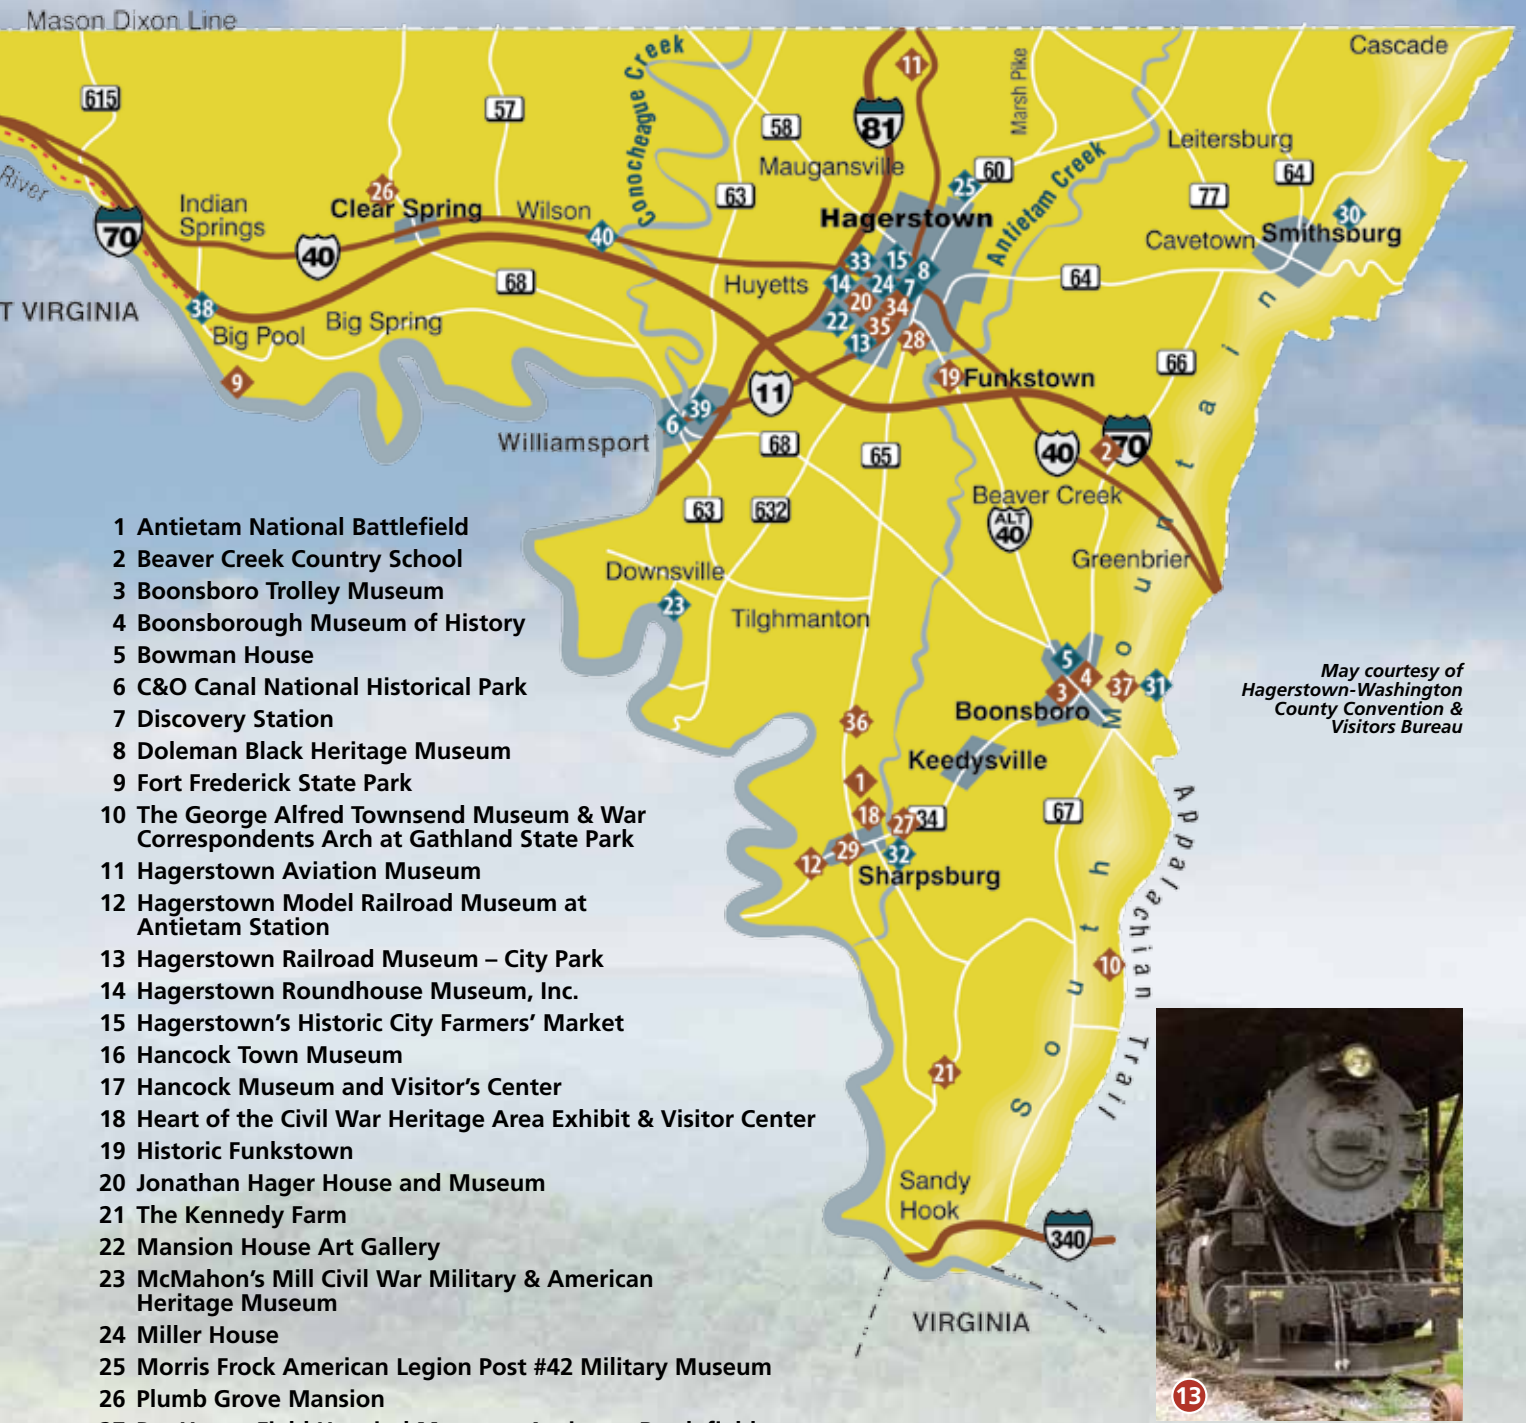 Mason Dixon Line
Cascade
615
57
Conocheague Creek
58
81
11
Marsh Pike
Leitersburg
Maugansville
60
Antietam Creek
64
River
26
Indian
Springs
Clear Spring
Wilson
63
25
77
30
Hagerstown
70
40
40
Cavetown
Smithsburg
33
15
8
Huyetts
14
24
7
64
68
20
34
T VIRGINIA
38
Big Pool
Big Spring
22
35
13
28
66
9
19
Funkstown
11
39
6
Williamsport
68
65
40
2
70
Beaver Creek
63
632
ALT
40
Greenbrier
Downsville
23
Tilghmanton
5
4
3
37
31
Boonsboro
36
Keedysville
1
18
27
34
67
29
12
32
Sharpsburg
10
South Mountain
Appalachian Trail
21
Sandy
Hook
340
VIRGINIA
1 Antietam National Battlefield
2 Beaver Creek Country School
3 Boonsboro Trolley Museum
4 Boonsborough Museum of History
5 Bowman House
6 C&O Canal National Historical Park
7 Discovery Station
8 Doleman Black Heritage Museum
9 Fort Frederick State Park
10 The George Alfred Townsend Museum & War
Correspondents Arch at Gathland State Park
11 Hagerstown Aviation Museum
12 Hagerstown Model Railroad Museum at
Antietam Station
13 Hagerstown Railroad Museum – City Park
14 Hagerstown Roundhouse Museum, Inc.
15 Hagerstown's Historic City Farmers' Market
16 Hancock Town Museum
17 Hancock Museum and Visitor's Center
18 Heart of the Civil War Heritage Area Exhibit & Visitor Center
19 Historic Funkstown
20 Jonathan Hager House and Museum
21 The Kennedy Farm
22 Mansion House Art Gallery
23 McMahon's Mill Civil War Military & American
Heritage Museum
24 Miller House
25 Morris Frock American Legion Post #42 Military Museum
26 Plumb Grove Mansion
May courtesy of
Hagerstown-Washington
County Convention &
Visitors Bureau
13